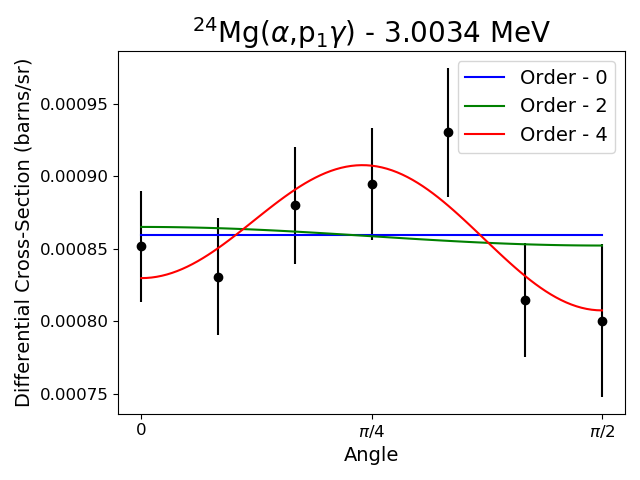 ²⁴Mg(α,p₁γ) - 3.0034 MeV
Differential Cross-Section (barns/sr)
0.00095
0.00090
0.00085
0.00080
0.00075
Order - 0
Order - 2
Order - 4
0
π/4
π/2
Angle